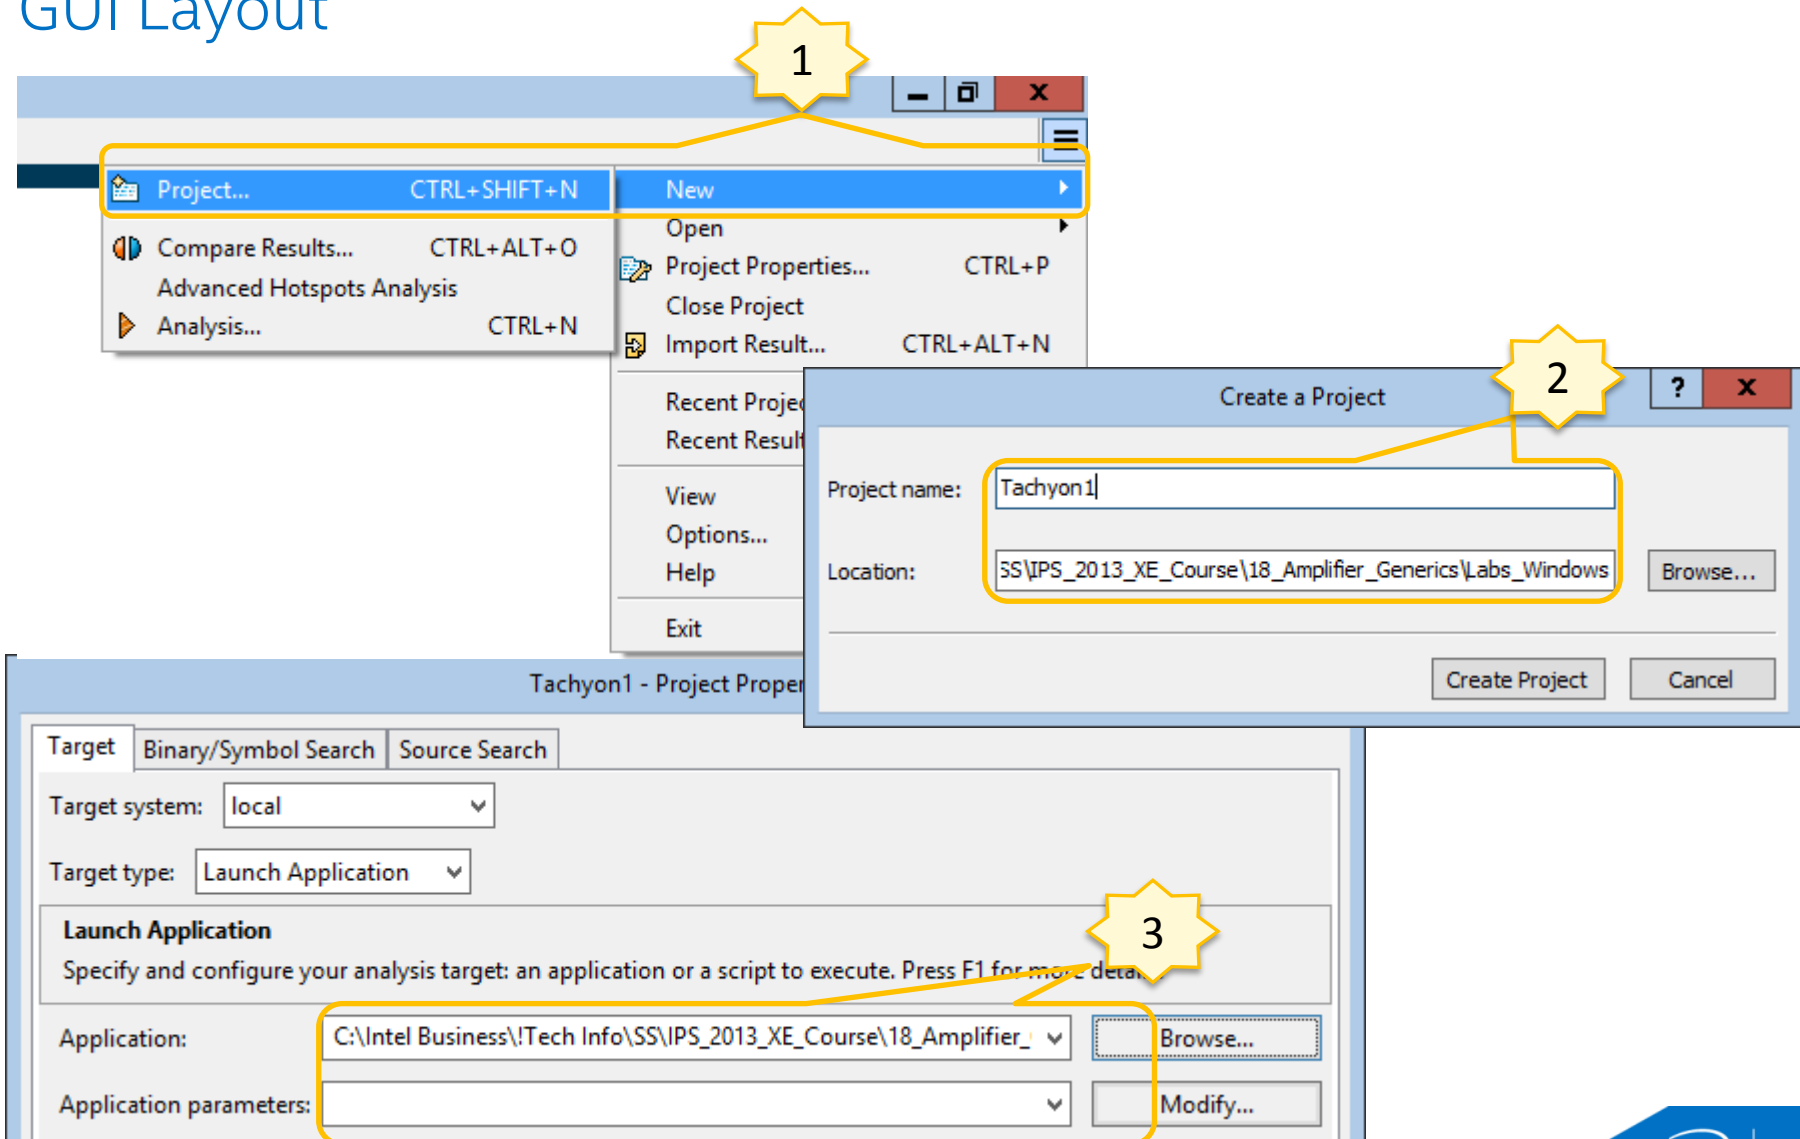 GUI Layout
1
Project... CTRL+SHIFT+N
Compare Results... CTRL+ALT+O
Advanced Hotspots Analysis
Analysis... CTRL+N
New
Open
Project Properties... CTRL+P
Close Project
Import Result... CTRL+ALT+N
Recent Projec
Recent Result
View
Options...
Help
Exit
2
Create a Project
?
Project name: Tachyon1
Location: SS\IPS_2013_XE_Course\18_Amplifier_Generics\Labs_Windows Browse...
Create Project Cancel
Tachyon1 - Project Proper
Target Binary/Symbol Search Source Search
Target system: local
Target type: Launch Application
3
Launch Application
Specify and configure your analysis target: an application or a script to execute. Press F1 for more detai
Application: C:\Intel Business\!Tech Info\SS\IPS_2013_XE_Course\18_Amplifier_ Browse...
Application parameters: Modify...